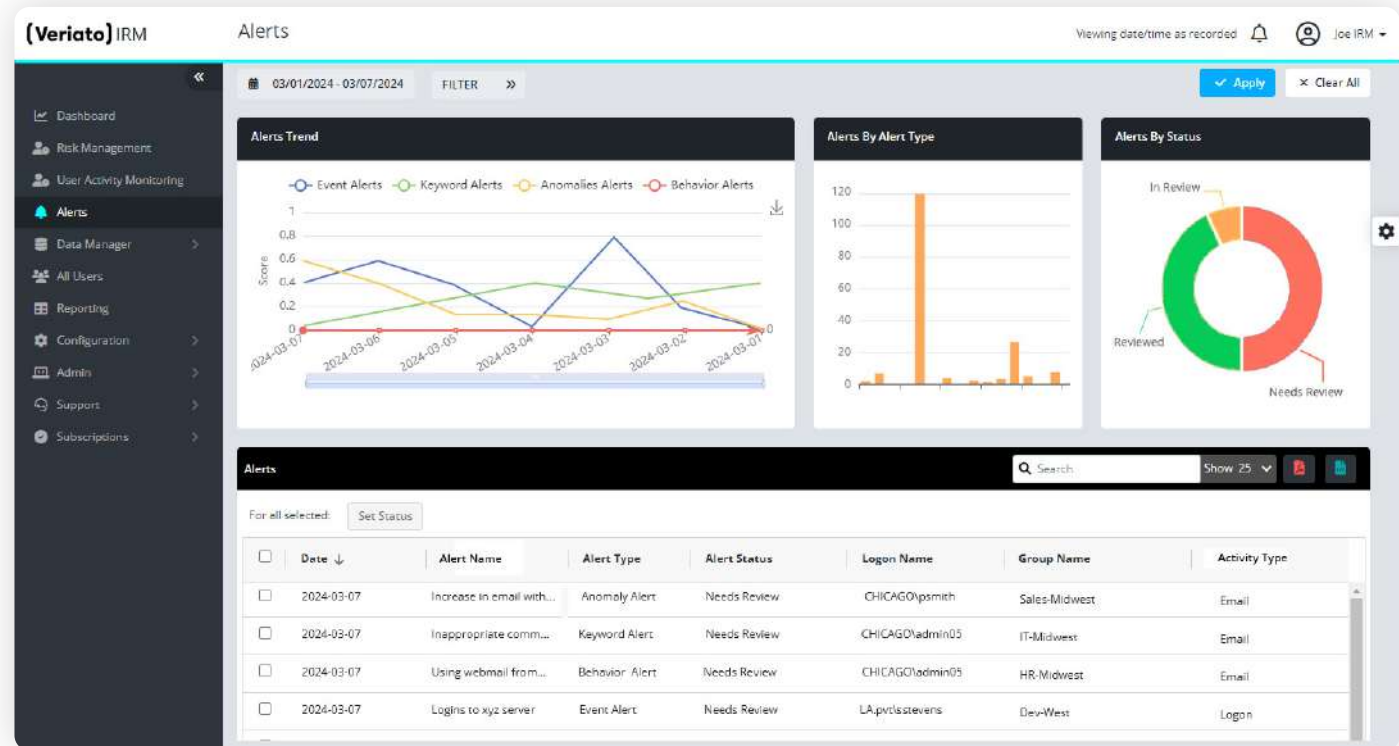 (Veriato) IRM
Alerts
Viewing date/time as recorded
Joe IRM
03/01/2024 - 03/07/2024
FILTER »
Apply
× Clear All
Dashboard
Risk Management
User Activity Monitoring
Alerts
Data Manager
All Users
Reporting
Configuration
Admin
Support
Subscriptions
Alerts Trend
Event Alerts
Keyword Alerts
Anomalies Alerts
Behavior Alerts
Score
1
0.8
0.6
0.4
0.2
0
0
2024-03-07
2024-03-06
2024-03-05
2024-03-04
2024-03-03
2024-03-02
2024-03-01
Alerts By Alert Type
120
100
80
60
40
20
0
Alerts By Status
In Review
Reviewed
Needs Review
Alerts
Search
Show 25
For all selected: Set Status
Date ↓ Alert Name Alert Type Alert Status Logon Name Group Name Activity Type
2024-03-07 Increase in email with... Anomaly Alert Needs Review CHICAGO\psmith Sales-Midwest Email
2024-03-07 Inappropriate comm... Keyword Alert Needs Review CHICAGO\admin05 IT-Midwest Email
2024-03-07 Using webmail from... Behavior Alert Needs Review CHICAGO\admin05 HR-Midwest Email
2024-03-07 Logins to xyz server Event Alert Needs Review LA.pvt\sstevens Dev-West Logon